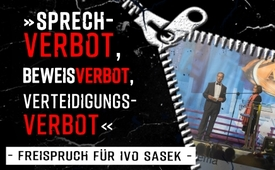 »SPRECH-
VERBOT,
BEWEISVERBOT,
VERTEIDIGUNGS-
VERBOT«
- FREISPRUCH FÜR IVO SASEK -